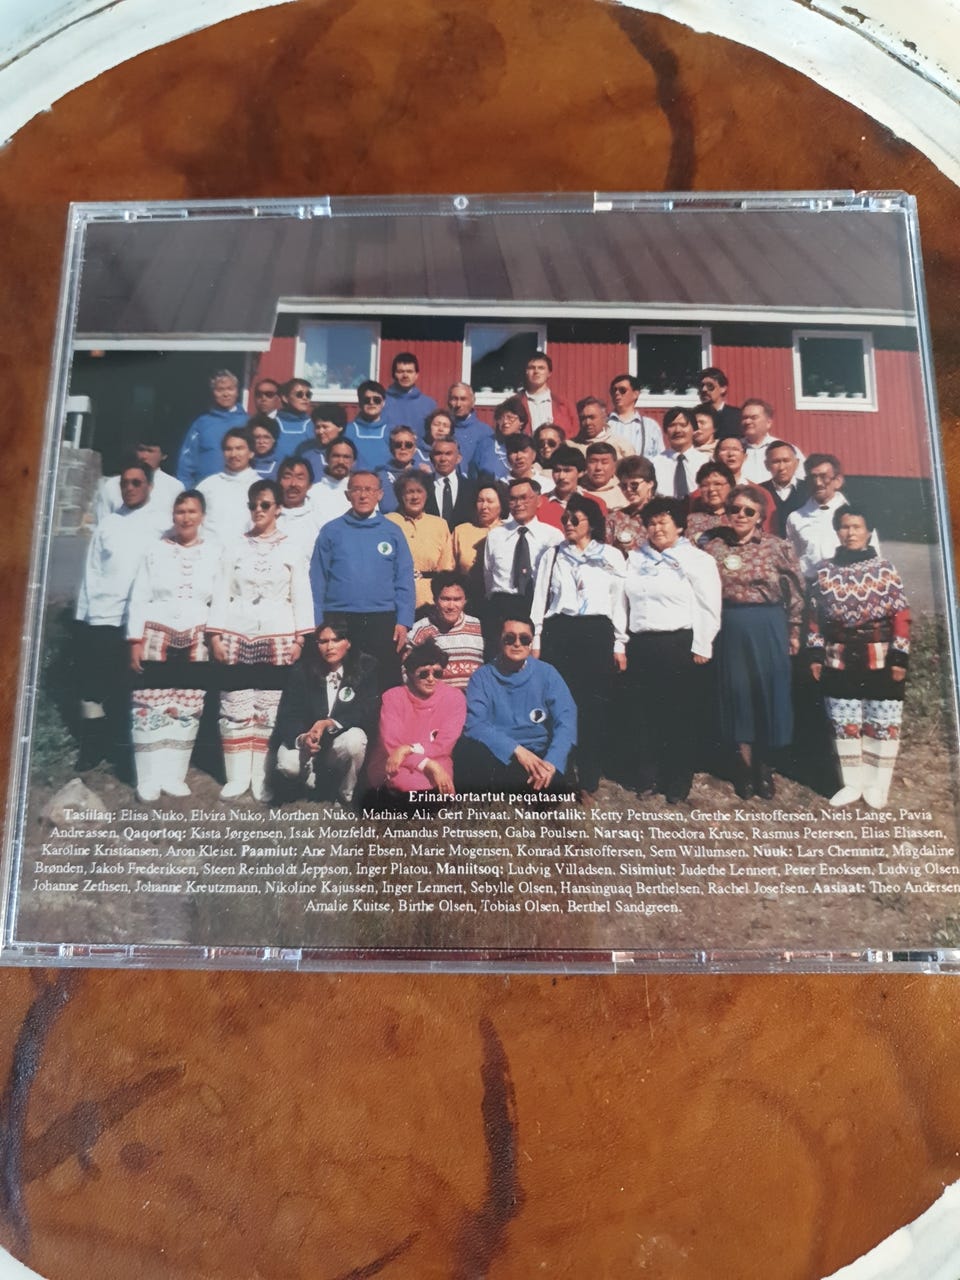 Erinarsortartut peqataasut
Tasiilaq: Elisa Nuko, Elvira Nuko, Morthen Nuko, Mathias Ali, Gert Piivaat. Nanortalik: Ketty Petrussen, Grethe Kristoffersen, Niels Lange, Pavia
Andreassen. Qaqortoq: Kista Jørgensen, Isak Motzfeldt, Amandus Petrussen, Gaba Poulsen. Narsaq: Theodora Kruse, Rasmus Petersen, Elias Eliassen,
Karoline Kristiansen, Aron Kleist. Paamiut: Ane Marie Ebsen, Marie Mogensen, Konrad Kristoffersen, Sem Willumsen. Nuuk: Lars Chemnitz, Magdaline
Brønden, Jakob Frederiksen, Steen Reinholdt Jeppson, Inger Platou. Maniitsoq: Ludvig Villadsen. Sisimiut: Judethe Lennert, Peter Enoksen, Ludvig Olsen
Johanne Zethsen, Johanne Kreutzmann, Nikoline Kajussen, Inger Lennert, Sebylle Olsen, Hansinguaq Berthelsen, Rachel Josefsen. Aasiaat: Theo Andersen
Amalie Kuitse, Birthe Olsen, Tobias Olsen, Berthel Sandgreen.